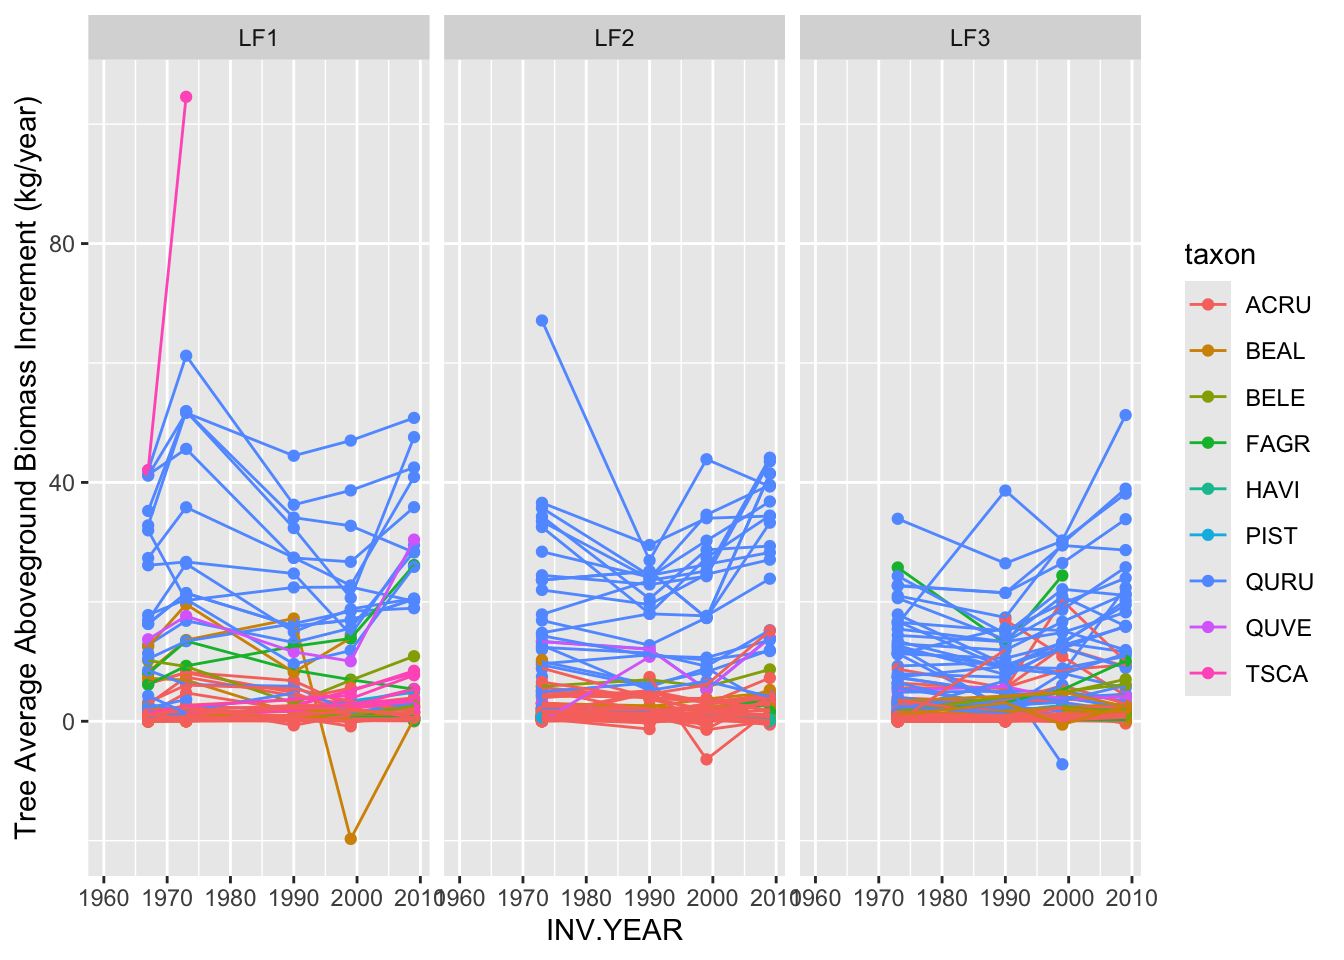 LF1 LF2 LF3
Tree Average Aboveground Biomass Increment (kg/year)
80
40
0
1960 1970 1980 1990 2000 2010 1960 1970 1980 1990 2000 2010 1960 1970 1980 1990 2000 2010
INV.YEAR
taxon
ACRU
BEAL
BELE
FAGR
HAVI
PIST
QURU
QUVE
TSCA